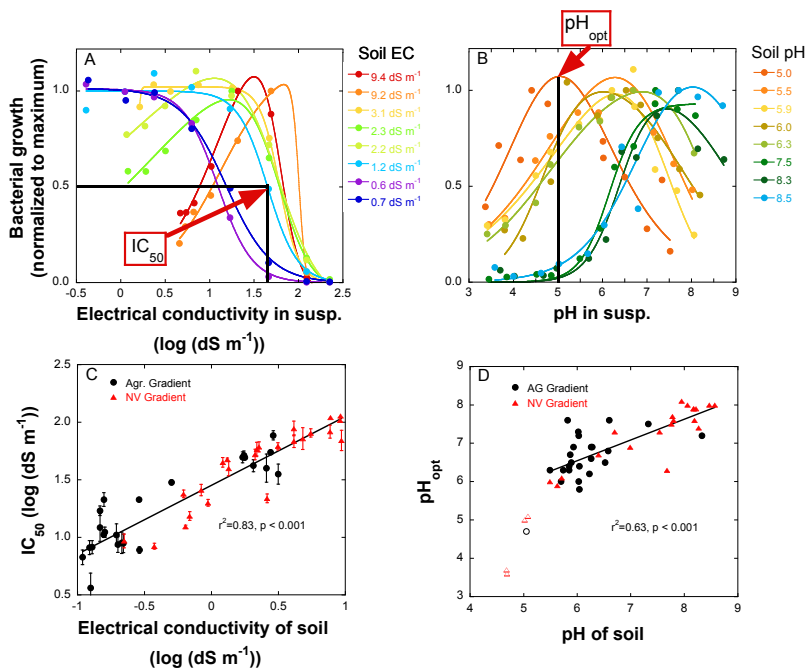 A
Soil EC
9.4 dS m⁻¹
9.2 dS m⁻¹
3.1 dS m⁻¹
2.3 dS m⁻¹
2.2 dS m⁻¹
1.2 dS m⁻¹
0.6 dS m⁻¹
0.7 dS m⁻¹
IC₅₀
Bacterial growth
(normalized to maximum)
1.0
0.5
0.0
-0.5 0 0.5 1.0 1.5 2.0 2.5
Electrical conductivity in susp.
(log (dS m⁻¹))
pH_opt
B
Soil pH
5.0
5.5
5.9
6.0
6.3
7.5
8.3
8.5
1.0
0.5
0.0
3 4 5 6 7 8 9
pH in susp.
C
Agr. Gradient
NV Gradient
IC₅₀ (log (dS m⁻¹))
2.5
2.0
1.5
1.0
0.5
r²=0.83, p < 0.001
-1 -0.5 0 0.5 1
Electrical conductivity of soil
(log (dS m⁻¹))
D
AG Gradient
NV Gradient
pH_opt
9
8
7
6
5
4
3
r²=0.63, p < 0.001
4 5 6 7 8 9
pH of soil